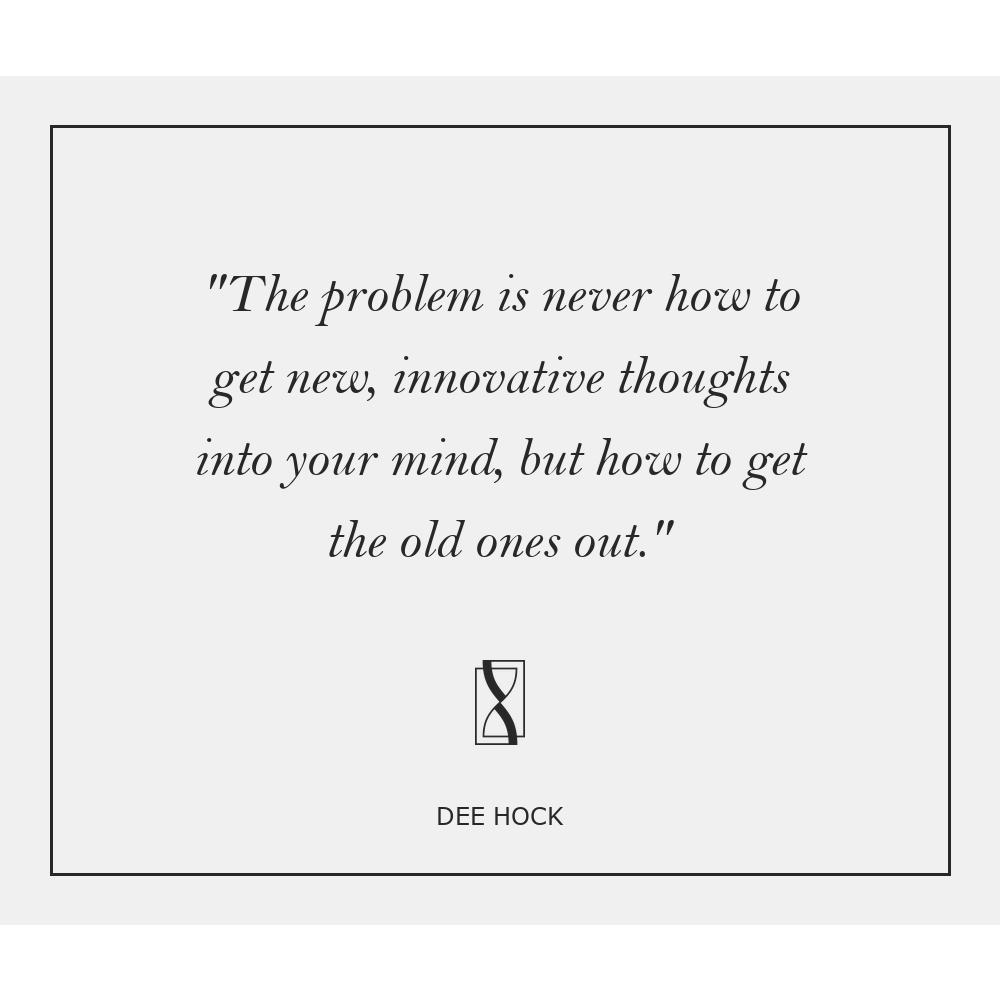 "The problem is never how to
get new, innovative thoughts
into your mind, but how to get
the old ones out."
DEE HOCK